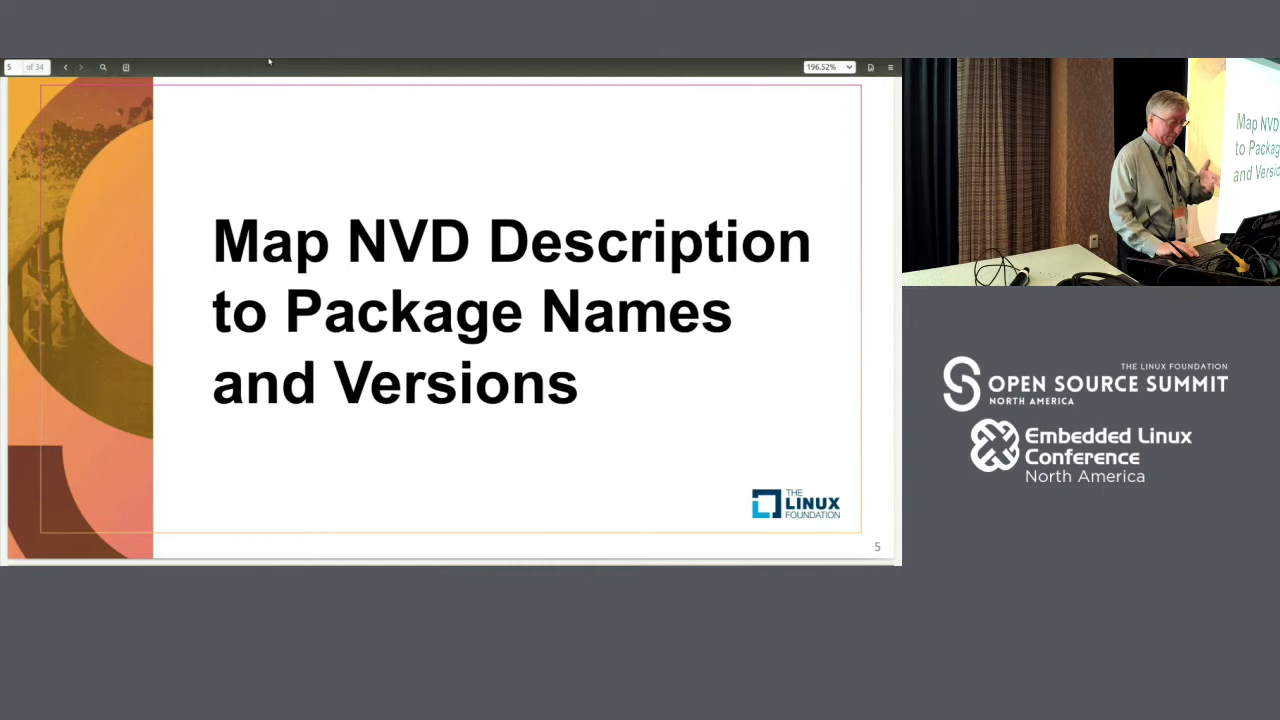 5 of 34
196.52%
Map NVD Description
to Package Names
and Versions
THE
LINUX
FOUNDATION
5
Map NVD
to Packag
and Versio
THE LINUX FOUNDATION
OPEN SOURCE SUMMIT
NORTH AMERICA
Embedded Linux
Conference
North America